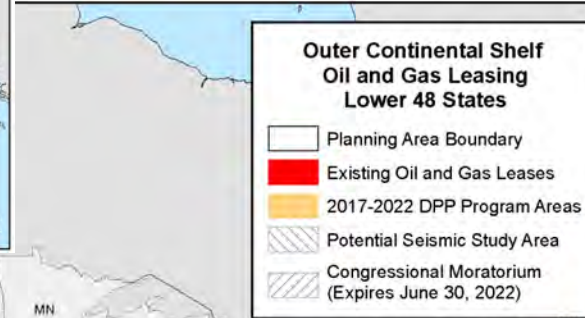 Outer Continental Shelf
Oil and Gas Leasing
Lower 48 States
Planning Area Boundary
Existing Oil and Gas Leases
2017-2022 DPP Program Areas
Potential Seismic Study Area
Congressional Moratorium
(Expires June 30, 2022)
MN